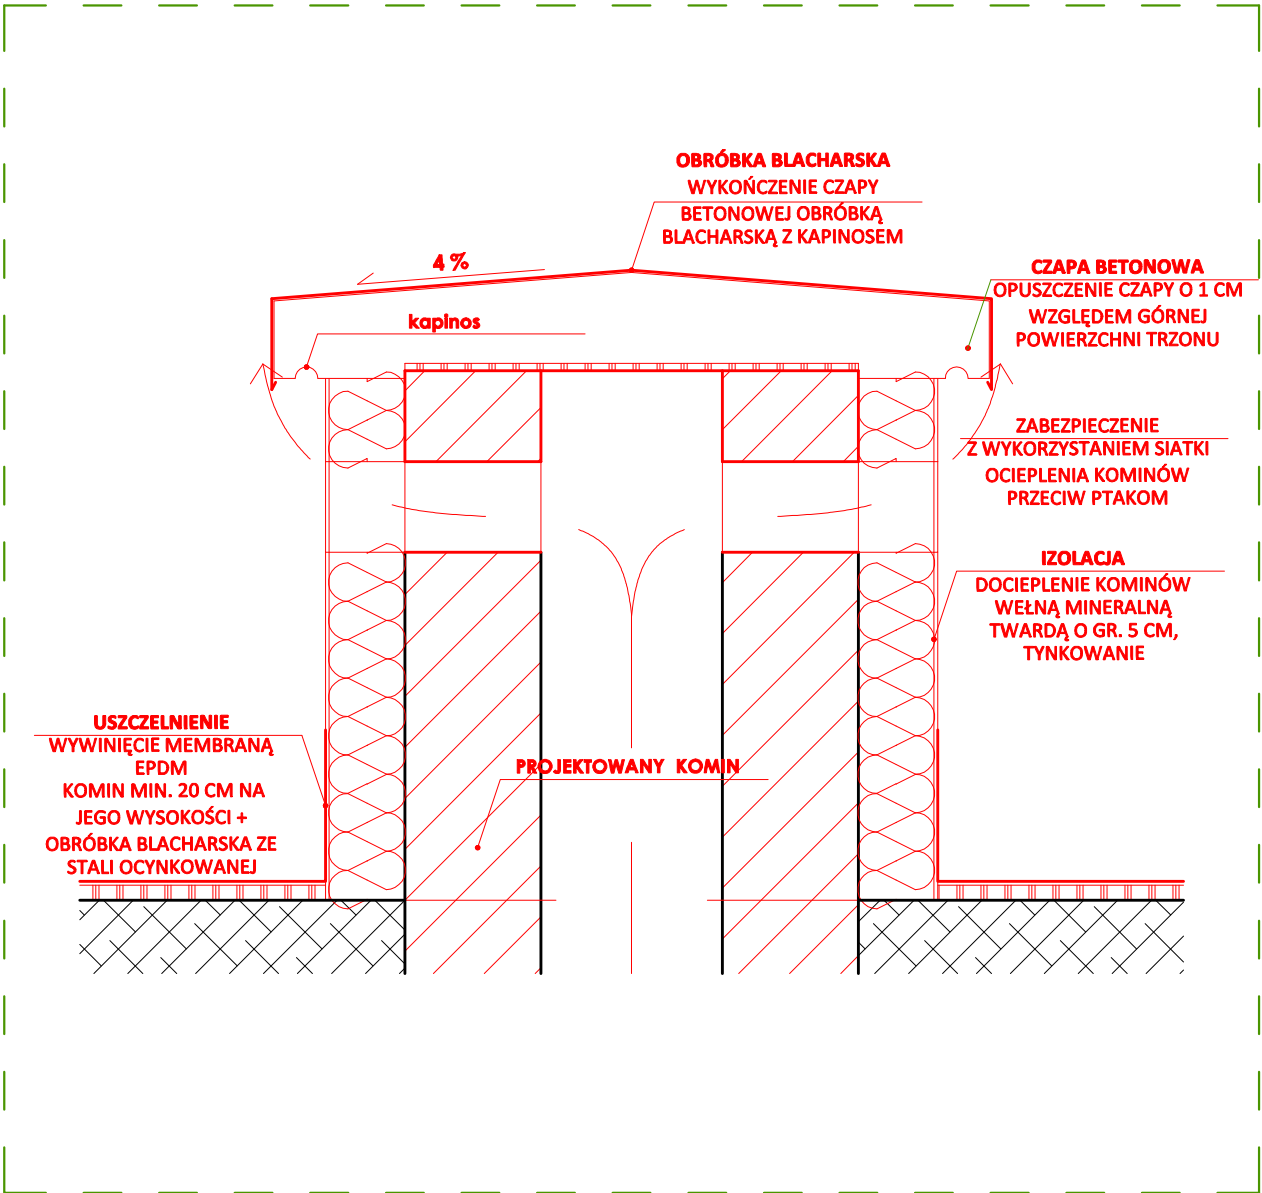 OBRÓBKA BLACHARSKA
WYKOŃCZENIE CZAPY
BETONOWEJ OBRÓBKĄ
BLACHARSKĄ Z KAPINOSEM
4 %
CZAPA BETONOWA
OPUSZCZENIE CZAPY O 1 CM
WZGLĘDEM GÓRNEJ
POWIERZCHNI TRZONU
kapinos
ZABEZPIECZENIE
Z WYKORZYSTANIEM SIATKI
OCIEPLENIA KOMINÓW
PRZECIW PTAKOM
IZOLACJA
DOCIEPLENIE KOMINÓW
WEŁNĄ MINERALNĄ
TWARDĄ O GR. 5 CM,
TYNKOWANIE
USZCZELNIENIE
WYWINIĘCIE MEMBRANĄ
EPDM
KOMIN MIN. 20 CM NA
JEGO WYSOKOŚCI +
OBRÓBKA BLACHARSKA ZE
STALI OCYNKOWANEJ
PROJEKTOWANY KOMIN